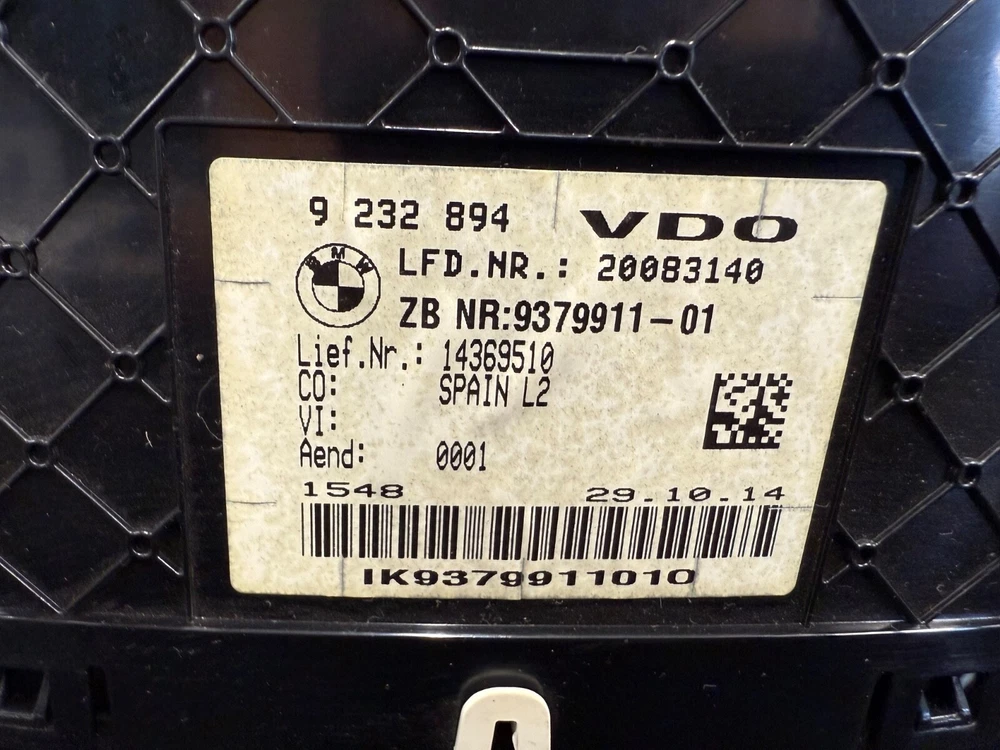 9 232 894 VDO
BMW
LFD.NR.: 20083140
ZB NR:9379911-01
Lief.Nr.: 14369510
CO: SPAIN L2
VI:
Aend: 0001
1548 29.10.14
IK9379911010